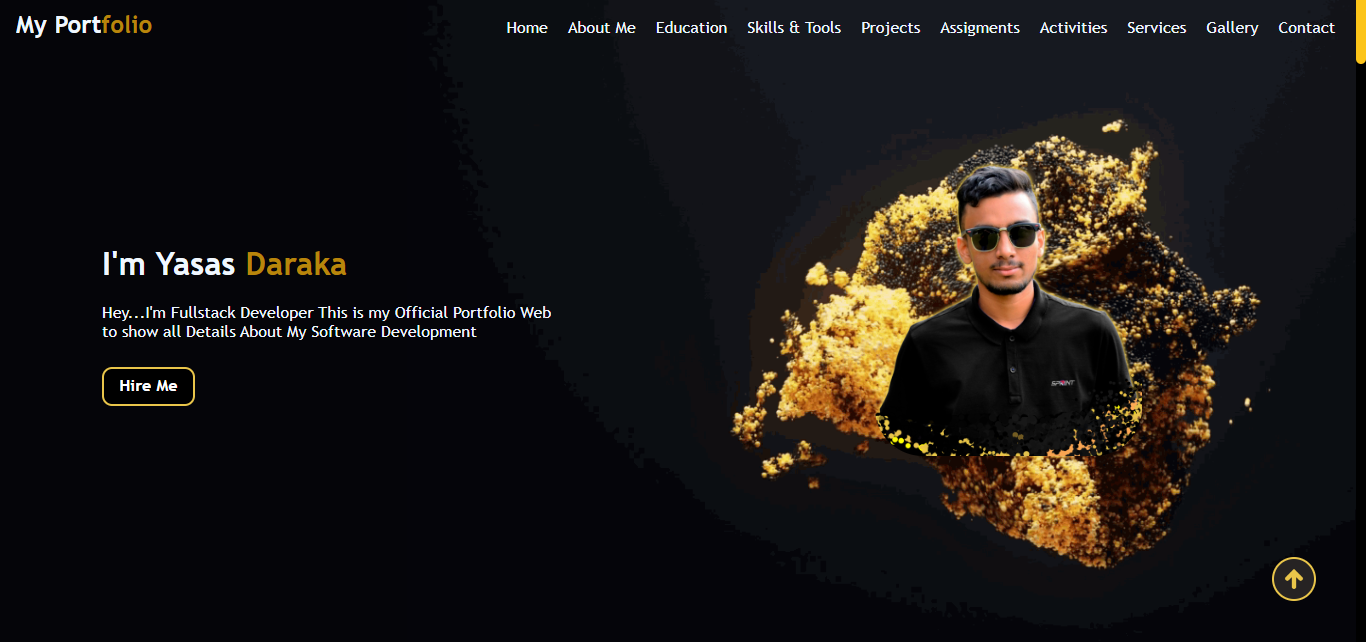 My Portfolio
Home About Me Education Skills & Tools Projects Assigments Activities Services Gallery Contact
I'm Yasas Daraka
Hey...I'm Fullstack Developer This is my Official Portfolio Web
to show all Details About My Software Development
Hire Me
SPRINT